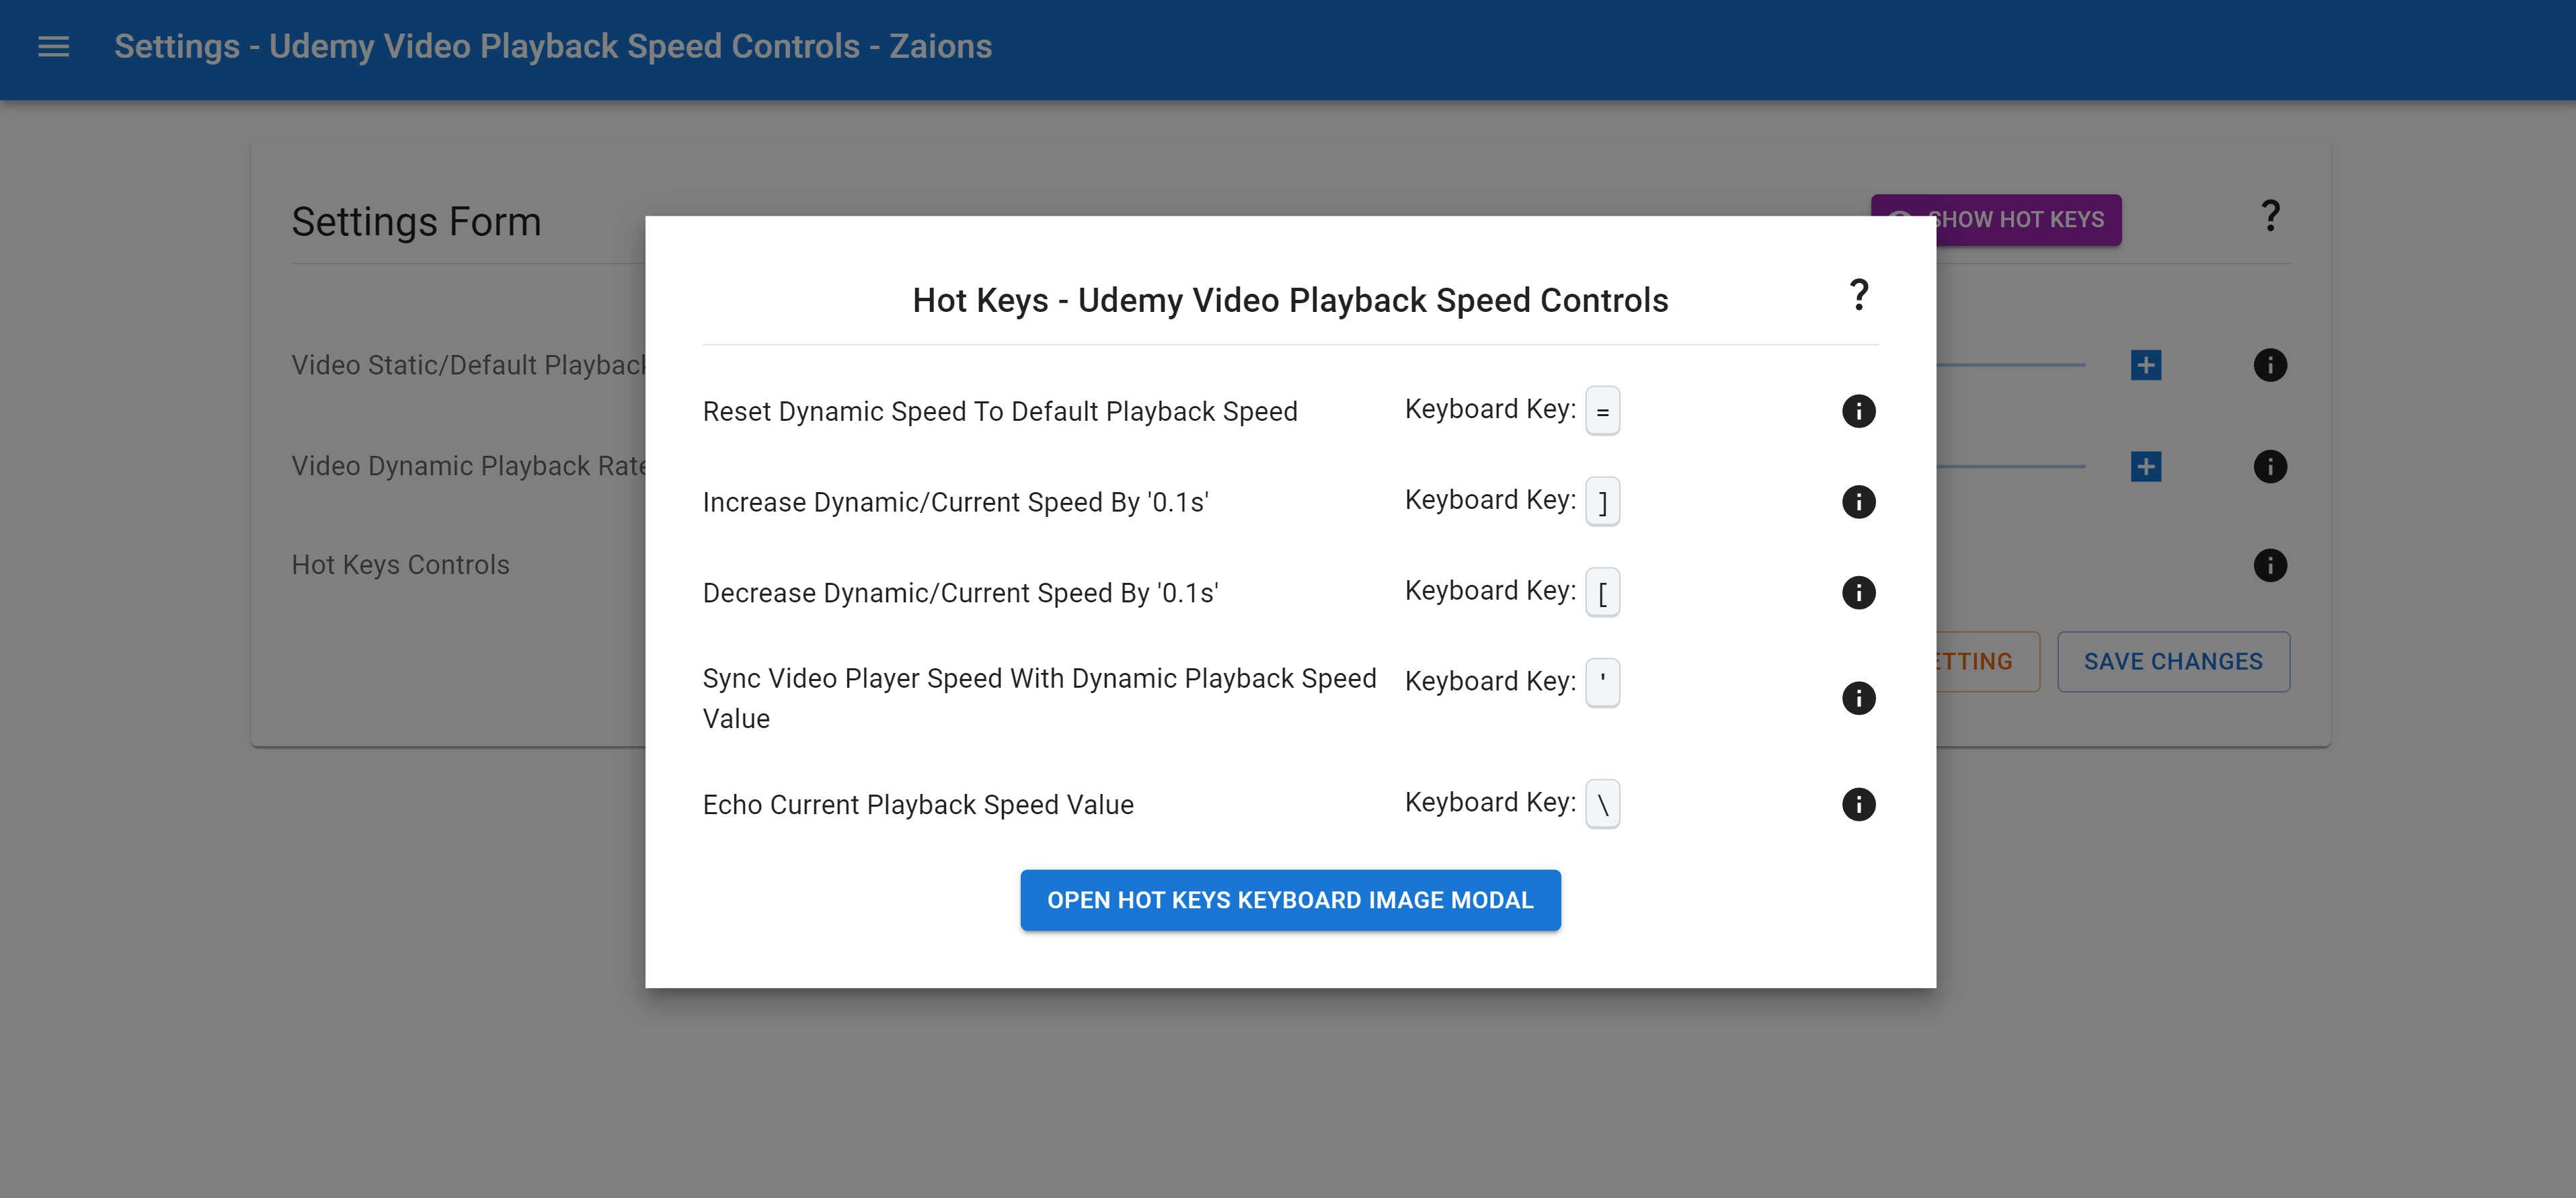 Settings - Udemy Video Playback Speed Controls - Zaions
Settings Form
SHOW HOT KEYS
?
Hot Keys - Udemy Video Playback Speed Controls
?
Video Static/Default Playback
Reset Dynamic Speed To Default Playback Speed
Keyboard Key: =
Video Dynamic Playback Rate
Increase Dynamic/Current Speed By '0.1s'
Keyboard Key: ]
Hot Keys Controls
Decrease Dynamic/Current Speed By '0.1s'
Keyboard Key: [
Sync Video Player Speed With Dynamic Playback Speed
Value
Keyboard Key: '
SAVE CHANGES
Echo Current Playback Speed Value
Keyboard Key: \
OPEN HOT KEYS KEYBOARD IMAGE MODAL